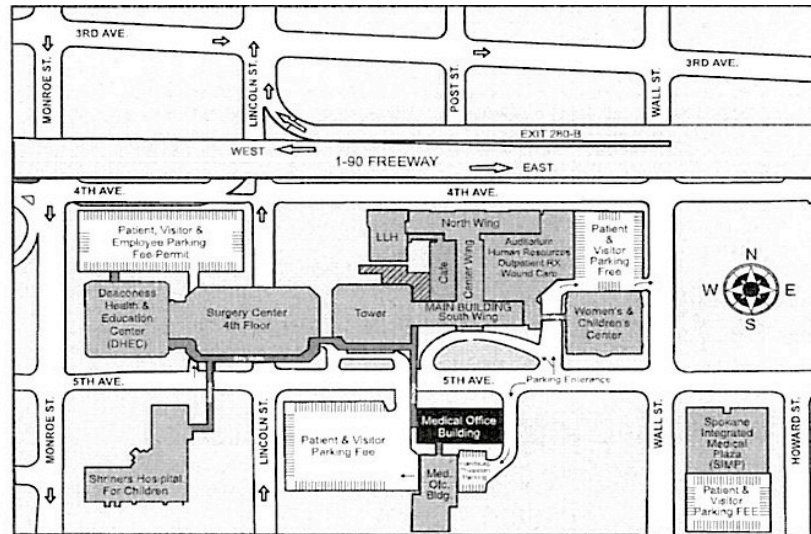 3RD AVE.
MONROE ST.
LINCOLN ST.
POST ST.
WALL ST.
3RD AVE.
EXIT 280-B
WEST
1-90 FREEWAY
EAST
4TH AVE.
4TH AVE.
Patient, Visitor &
Employee Parking
Fee-Permit
LLH
North Wing
Cafe
Center Wing
Auditorium
Human Resources
Outpatient RX
Wound Care
Patient
&
Visitor
Parking
Free
N
W
E
S
Deaconess
Health &
Education
Center
(DHEC)
Surgery Center
4th Floor
Tower
MAIN BUILDING
South Wing
Women's &
Children's
Center
5TH AVE.
5TH AVE.
Parking Enterance
MONROE ST.
LINCOLN ST.
WALL ST.
HOWARD ST.
Shriners Hospital
For Children
Patient & Visitor
Parking Fee
Medical Office
Building
Med.
Ofc.
Bldg.
Parking
Spokane
Integrated
Medical
Plaza
(SIMP)
Patient &
Visitor
Parking FEE